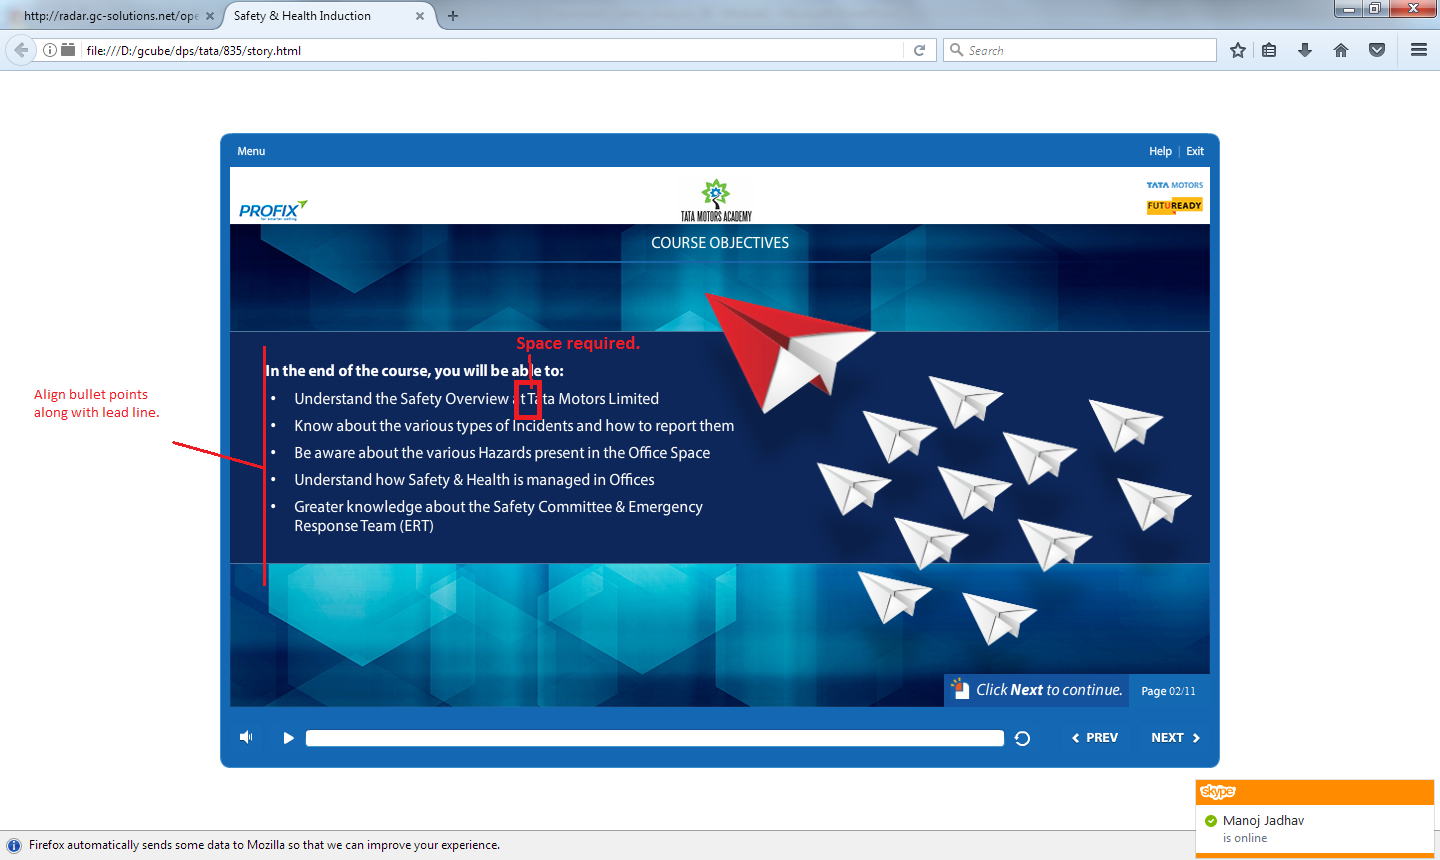 http://radar.gc-solutions.net/ope
Safety & Health Induction
file:///D:/gcube/dps/tata/835/story.html
Search
Menu
Help | Exit
PROFIX
TATA MOTORS ACADEMY
TATA MOTORS
FUTUREADY
COURSE OBJECTIVES
Space required.
In the end of the course, you will be able to:
• Understand the Safety Overview at Tata Motors Limited
• Know about the various types of Incidents and how to report them
• Be aware about the various Hazards present in the Office Space
• Understand how Safety & Health is managed in Offices
• Greater knowledge about the Safety Committee & Emergency
Response Team (ERT)
Align bullet points
along with lead line.
Click Next to continue.
Page 02/11
PREV
NEXT
skype
Manoj Jadhav
is online
Firefox automatically sends some data to Mozilla so that we can improve your experience.